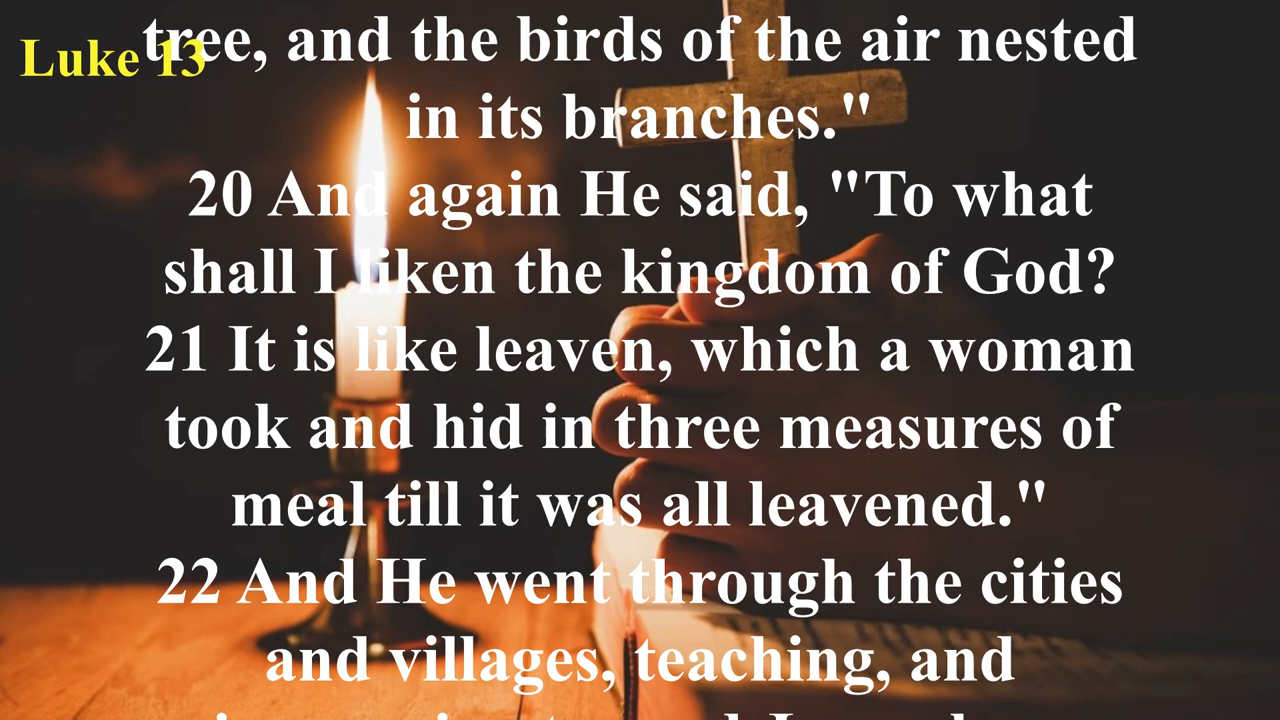 Luke 13
tree, and the birds of the air nested
in its branches."
20 And again He said, "To what
shall I liken the kingdom of God?
21 It is like leaven, which a woman
took and hid in three measures of
meal till it was all leavened."
22 And He went through the cities
and villages, teaching, and